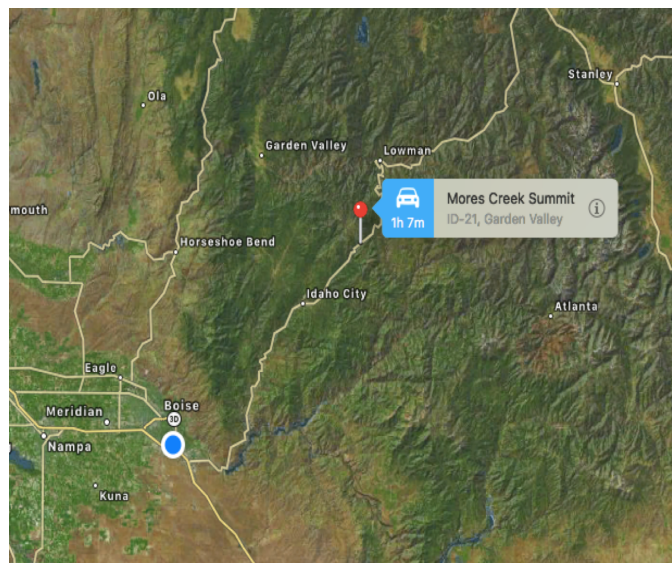 Stanley
Ola
Garden Valley
Lowman
mouth
1h 7m
Mores Creek Summit
ID-21, Garden Valley
Horseshoe Bend
Idaho City
Atlanta
Eagle
Boise
3D
Meridian
Nampa
Kuna